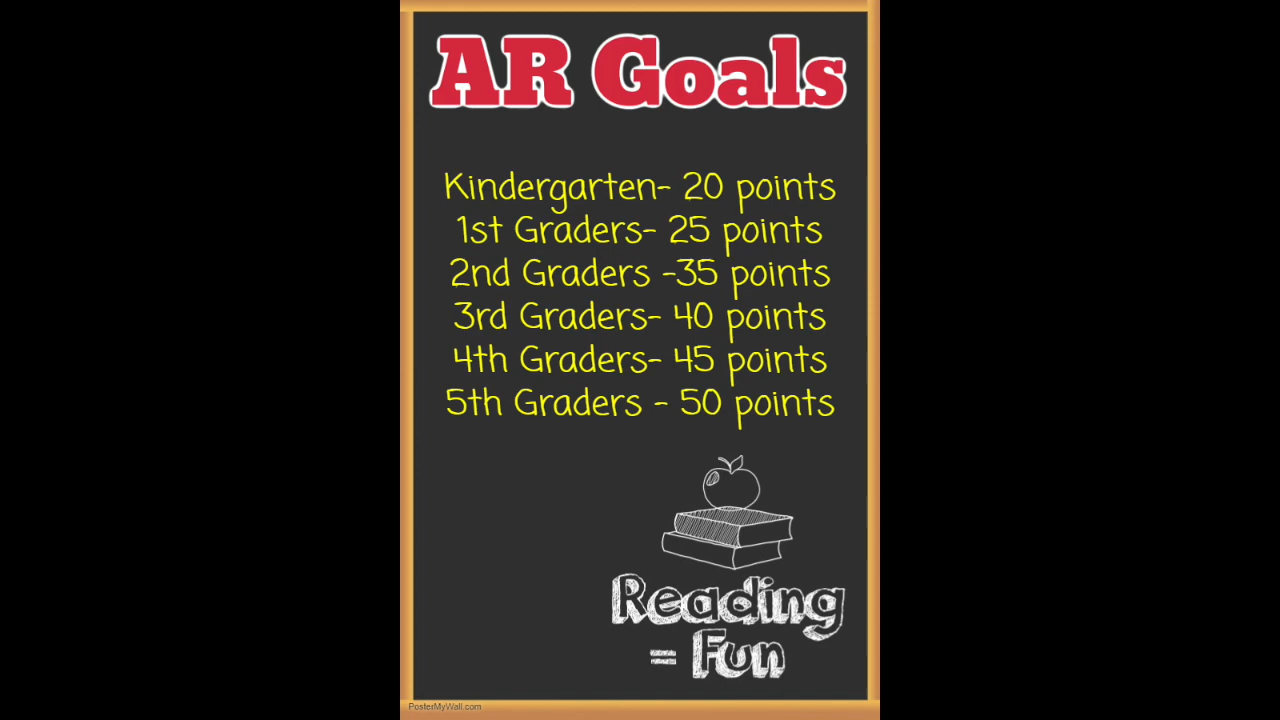 AR Goals
Kindergarten- 20 points
1st Graders- 25 points
2nd Graders -35 points
3rd Graders- 40 points
4th Graders- 45 points
5th Graders - 50 points
Reading
= Fun
PosterMyWall.com